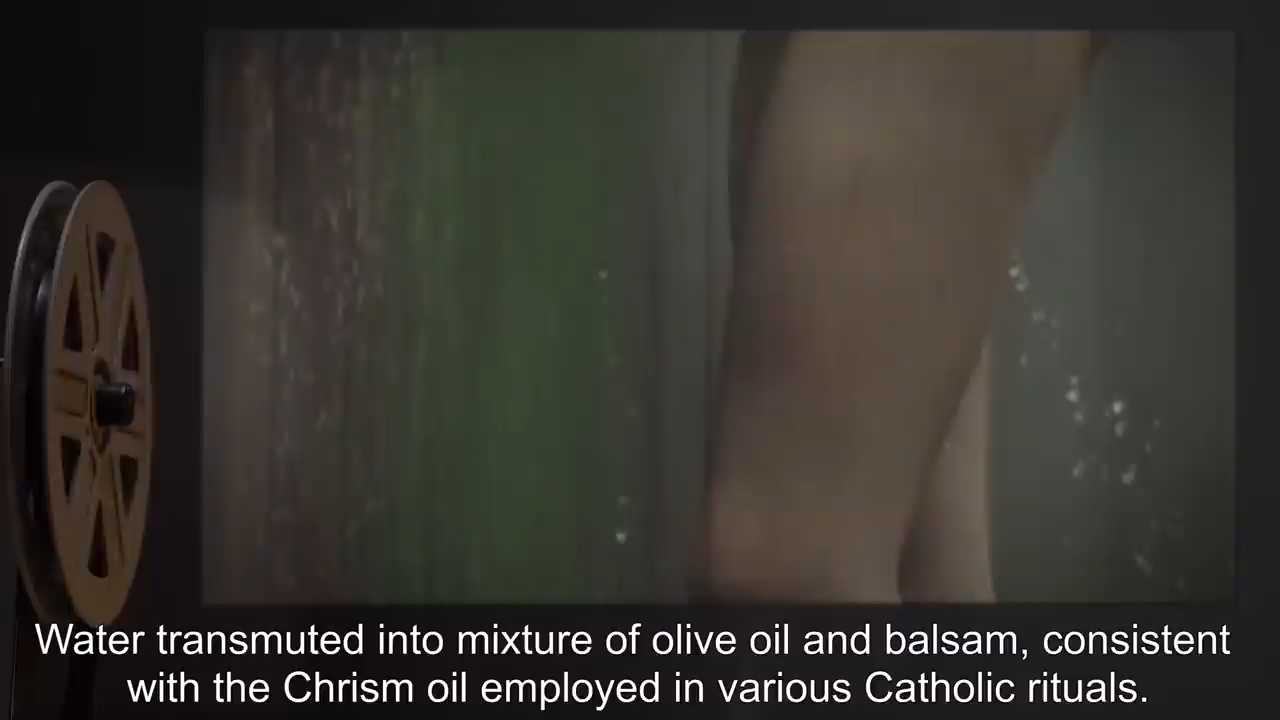 Water transmuted into mixture of olive oil and balsam, consistent
with the Chrism oil employed in various Catholic rituals.